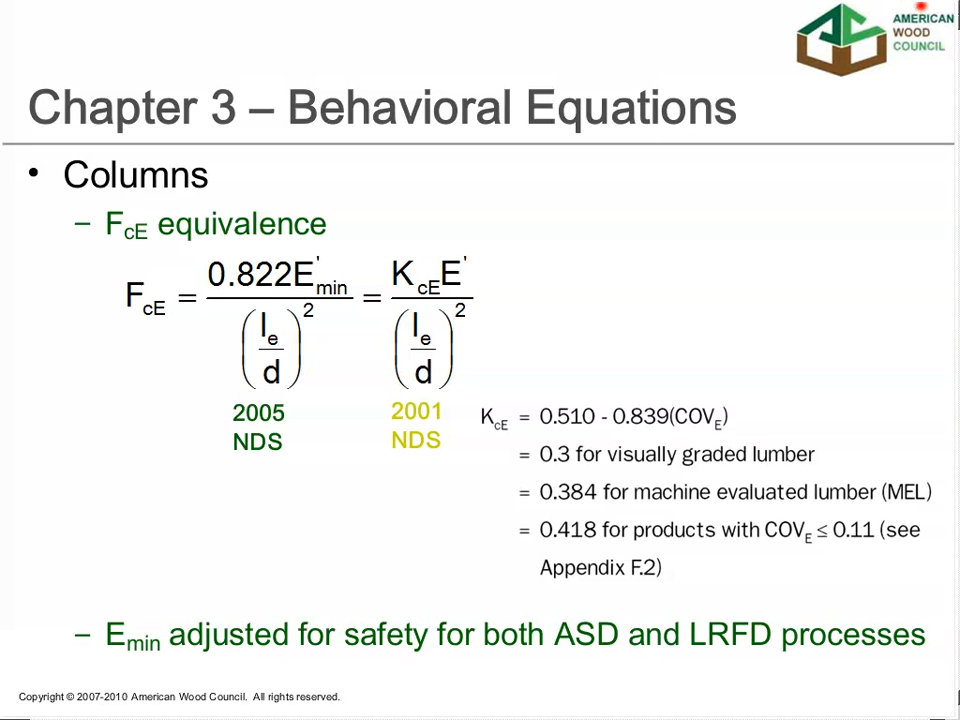 AMERICAN
WOOD
COUNCIL
Chapter 3 – Behavioral Equations
• Columns
– FcE equivalence
FcE = 0.822E'min / (le/d)² = KcEE' / (le/d)²
2005
NDS
2001
NDS
KcE = 0.510 - 0.839(COVE)
= 0.3 for visually graded lumber
= 0.384 for machine evaluated lumber (MEL)
= 0.418 for products with COVE ≤ 0.11 (see
Appendix F.2)
– Emin adjusted for safety for both ASD and LRFD processes
Copyright © 2007-2010 American Wood Council. All rights reserved.